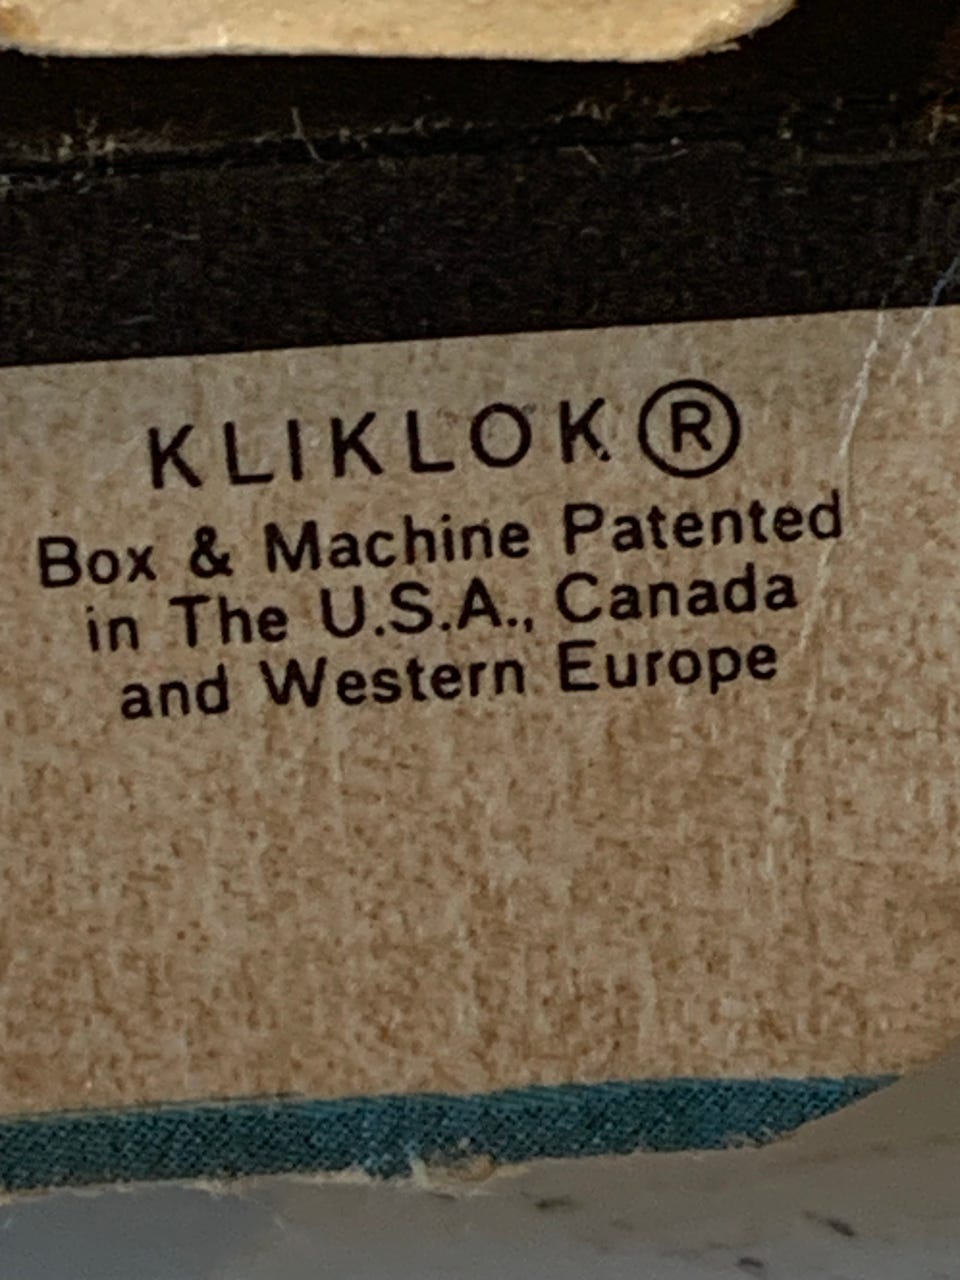 KLIKLOK®
Box & Machine Patented
in The U.S.A., Canada
and Western Europe